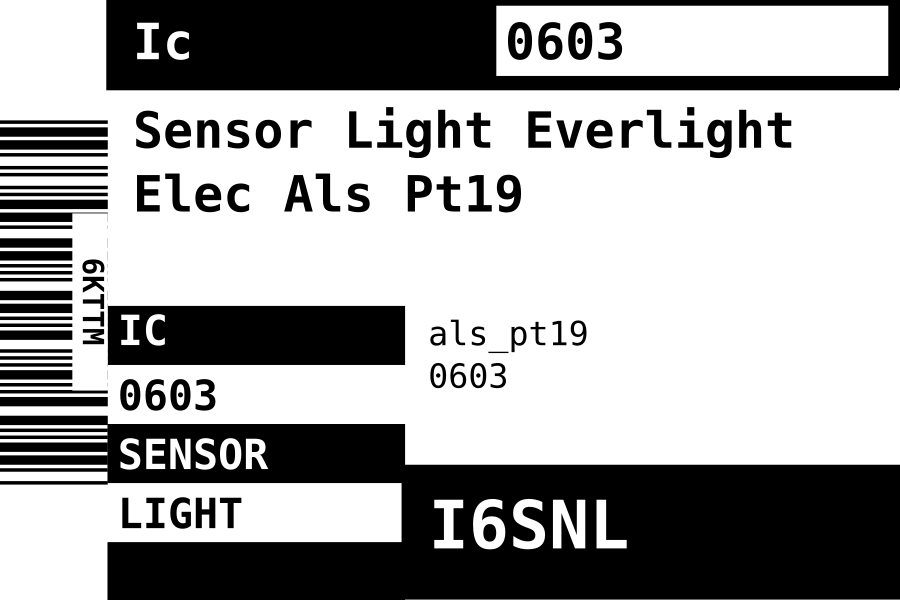 Ic
0603
Sensor Light Everlight
Elec Als Pt19
6KTTM
IC
0603
SENSOR
LIGHT
als_pt19
0603
I6SNL